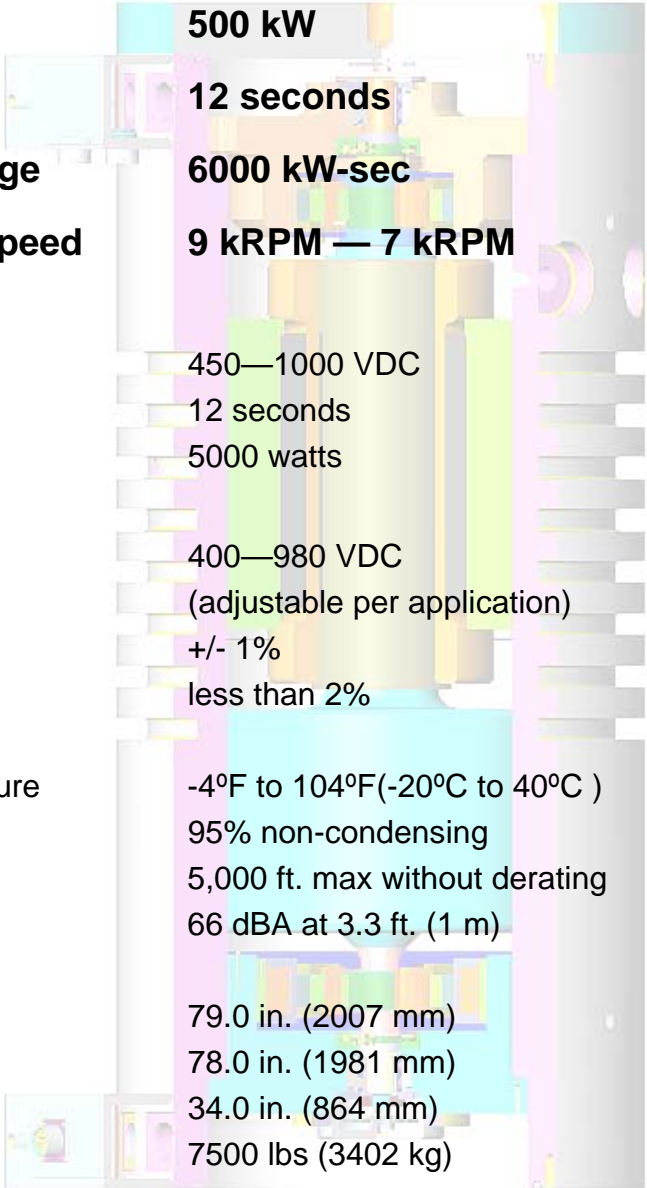 500 kW
12 seconds
ge 6000 kW-sec
peed 9 kRPM — 7 kRPM
450—1000 VDC
12 seconds
5000 watts
400—980 VDC
(adjustable per application)
+/- 1%
less than 2%
ure -4ºF to 104ºF(-20ºC to 40ºC )
95% non-condensing
5,000 ft. max without derating
66 dBA at 3.3 ft. (1 m)
79.0 in. (2007 mm)
78.0 in. (1981 mm)
34.0 in. (864 mm)
7500 lbs (3402 kg)